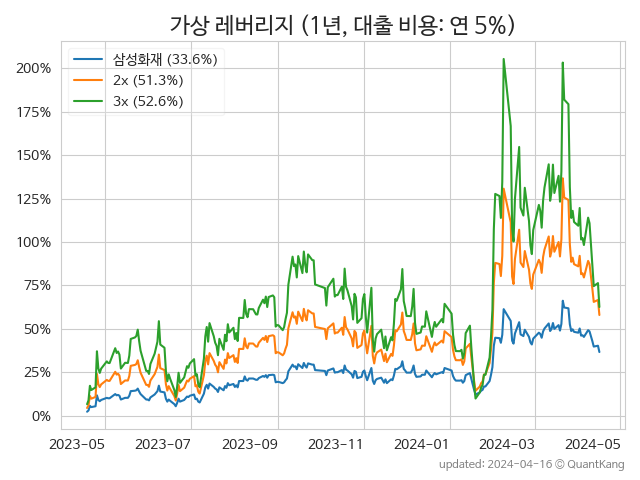 가상 레버리지 (1년, 대출 비용: 연 5%)
삼성화재 (33.6%)
2x (51.3%)
3x (52.6%)
200%
175%
150%
125%
100%
75%
50%
25%
0%
2023-05 2023-07 2023-09 2023-11 2024-01 2024-03 2024-05
updated: 2024-04-16 © QuantKang